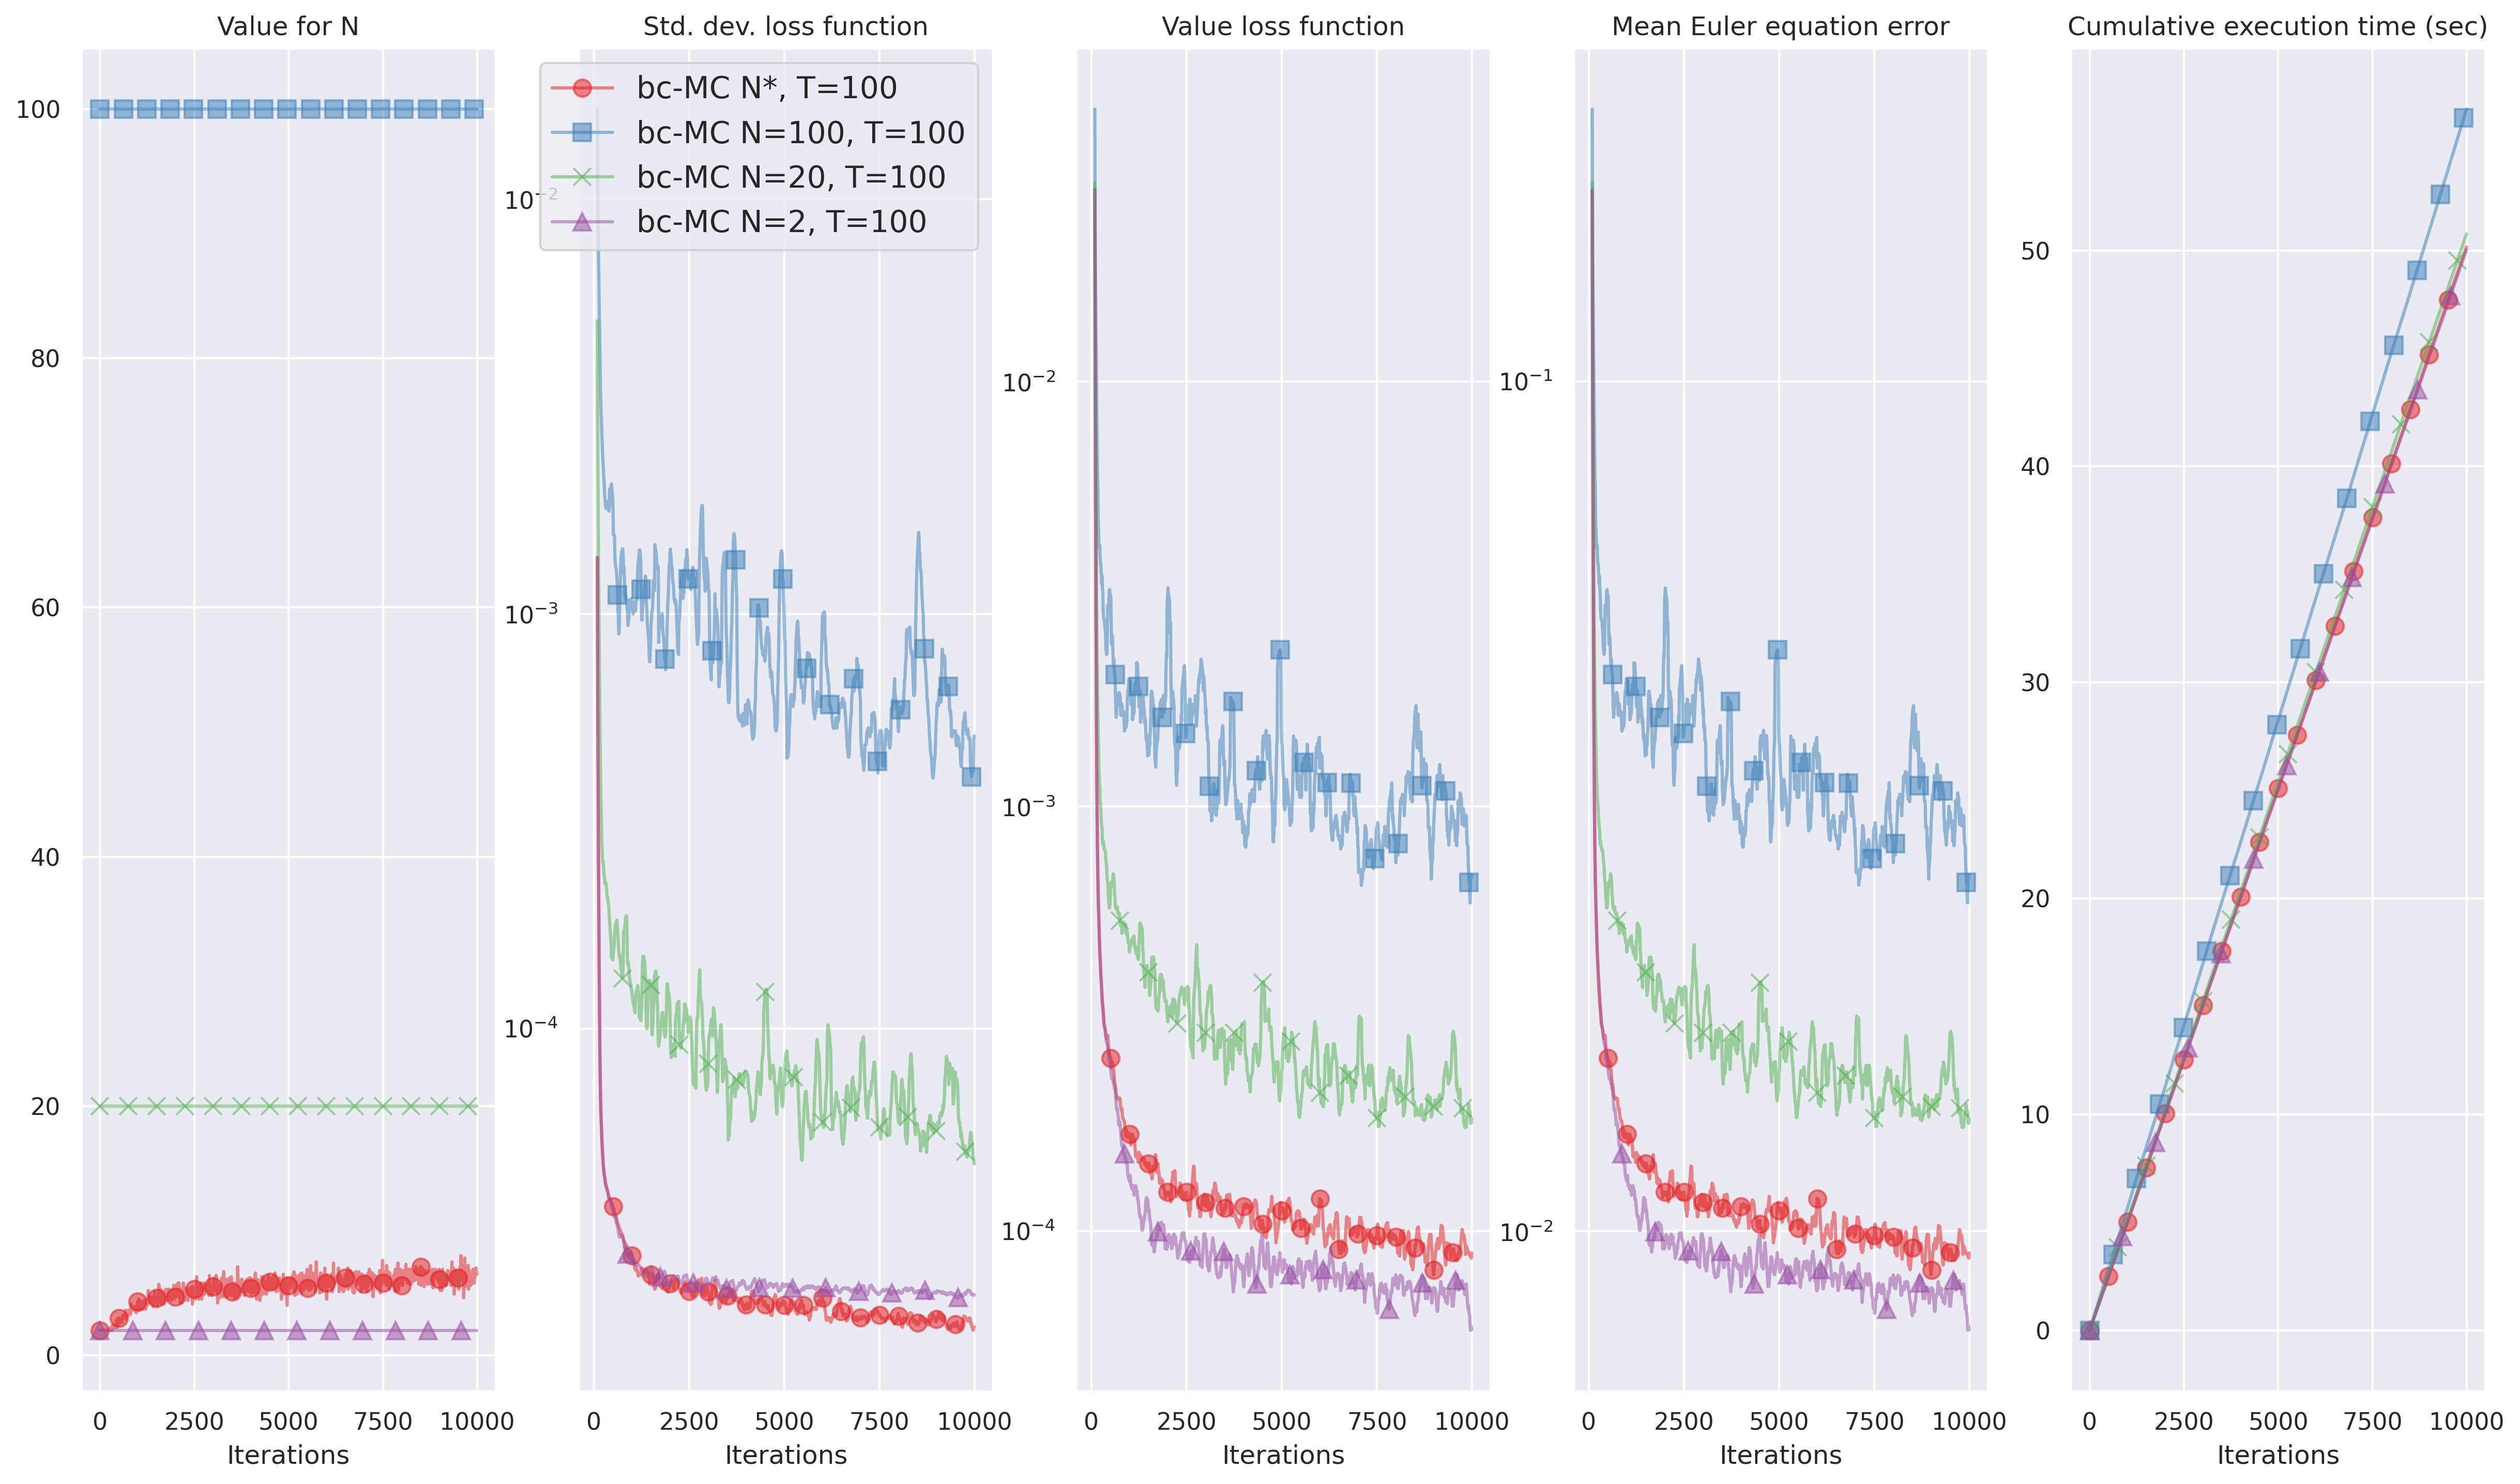 Value for N
Std. dev. loss function
Value loss function
Mean Euler equation error
Cumulative execution time (sec)
bc-MC N*, T=100
bc-MC N=100, T=100
bc-MC N=20, T=100
bc-MC N=2, T=100
100
80
60
40
20
0
0 2500 5000 7500 10000
Iterations
10⁻²
10⁻³
10⁻⁴
0 2500 5000 7500 10000
Iterations
10⁻²
10⁻³
10⁻⁴
0 2500 5000 7500 10000
Iterations
10⁻¹
10⁻²
0 2500 5000 7500 10000
Iterations
50
40
30
20
10
0
0 2500 5000 7500 10000
Iterations